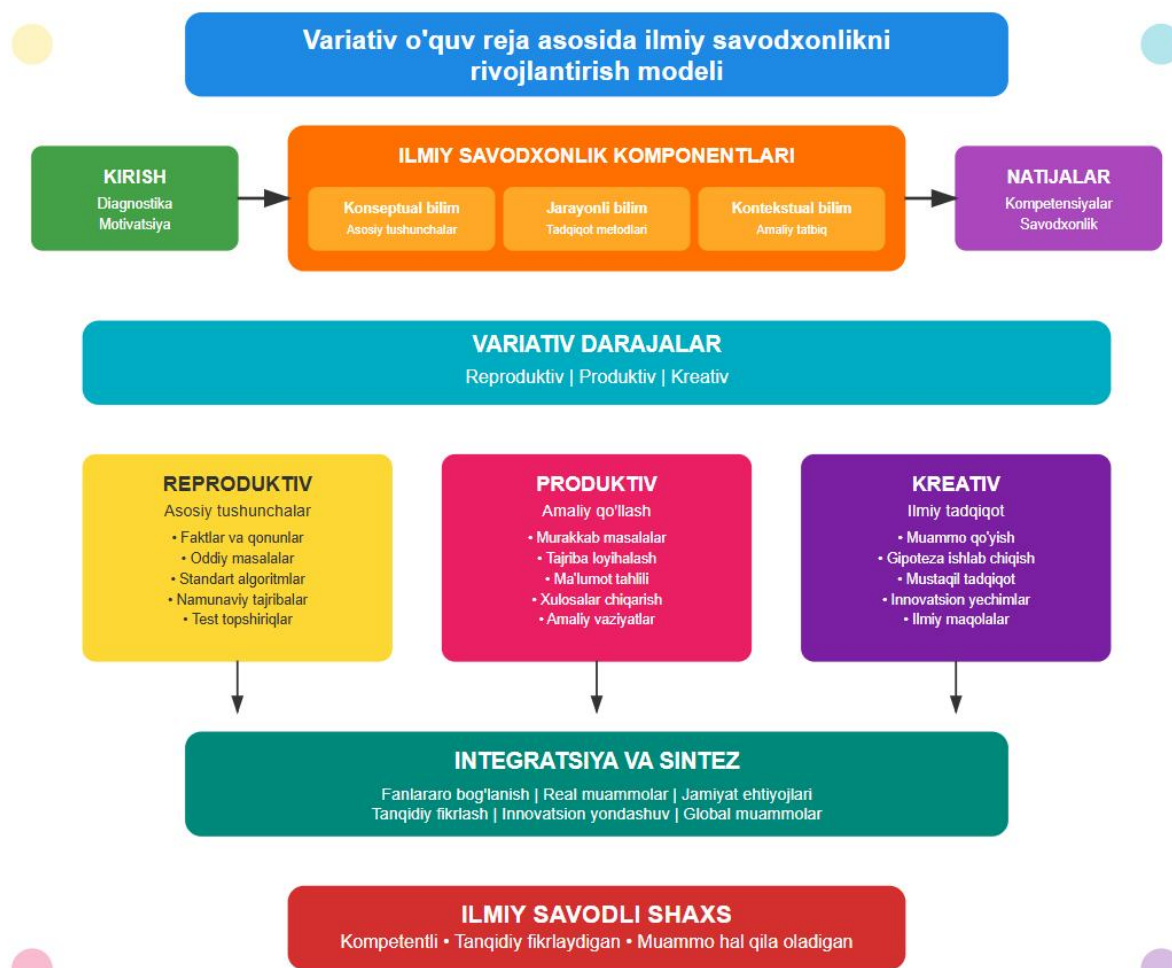 Variativ o'quv reja asosida ilmiy savodxonlikni
rivojlantirish modeli
KIRISH
Diagnostika
Motivatsiya
ILMIY SAVODXONLIK KOMPONENTLARI
Konseptual bilim
Asosiy tushunchalar
Jarayonli bilim
Tadqiqot metodlari
Kontekstual bilim
Amaliy tatbiq
NATIJALAR
Kompetensiyalar
Savodxonlik
VARIATIV DARAJALAR
Reproduktiv | Produktiv | Kreativ
REPRODUKTIV
Asosiy tushunchalar
• Faktlar va qonunlar
• Oddiy masalalar
• Standart algoritmlar
• Namunaviy tajribalar
• Test topshiriqlar
PRODUKTIV
Amaliy qo'llash
• Murakkab masalalar
• Tajriba loyihalash
• Ma'lumot tahlili
• Xulosalar chiqarish
• Amaliy vaziyatlar
KREATIV
Ilmiy tadqiqot
• Muammo qo'yish
• Gipoteza ishlab chiqish
• Mustaqil tadqiqot
• Innovatsion yechimlar
• Ilmiy maqolalar
INTEGRATSIYA VA SINTEZ
Fanlararo bog'lanish | Real muammolar | Jamiyat ehtiyojlari
Tanqidiy fikrlash | Innovatsion yondashuv | Global muammolar
ILMIY SAVODLI SHAXS
Kompetentli • Tanqidiy fikrlaydigan • Muammo hal qila oladigan